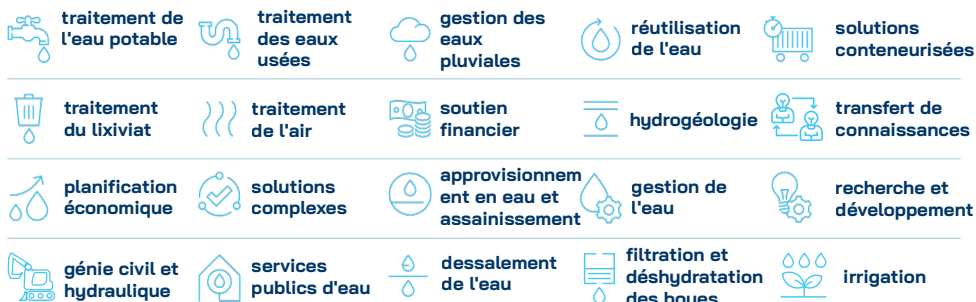 traitement de
l'eau potable
traitement
des eaux
usées
gestion des
eaux
pluviales
réutilisation
de l'eau
solutions
conteneurisées
traitement
du lixiviat
traitement
de l'air
soutien
financier
hydrogéologie
transfert de
connaissances
planification
économique
solutions
complexes
approvisionnem
ent en eau et
assainissement
gestion de
l'eau
recherche et
développement
génie civil et
hydraulique
services
publics d'eau
dessalement
de l'eau
filtration et
déshydratation
des boues
irrigation